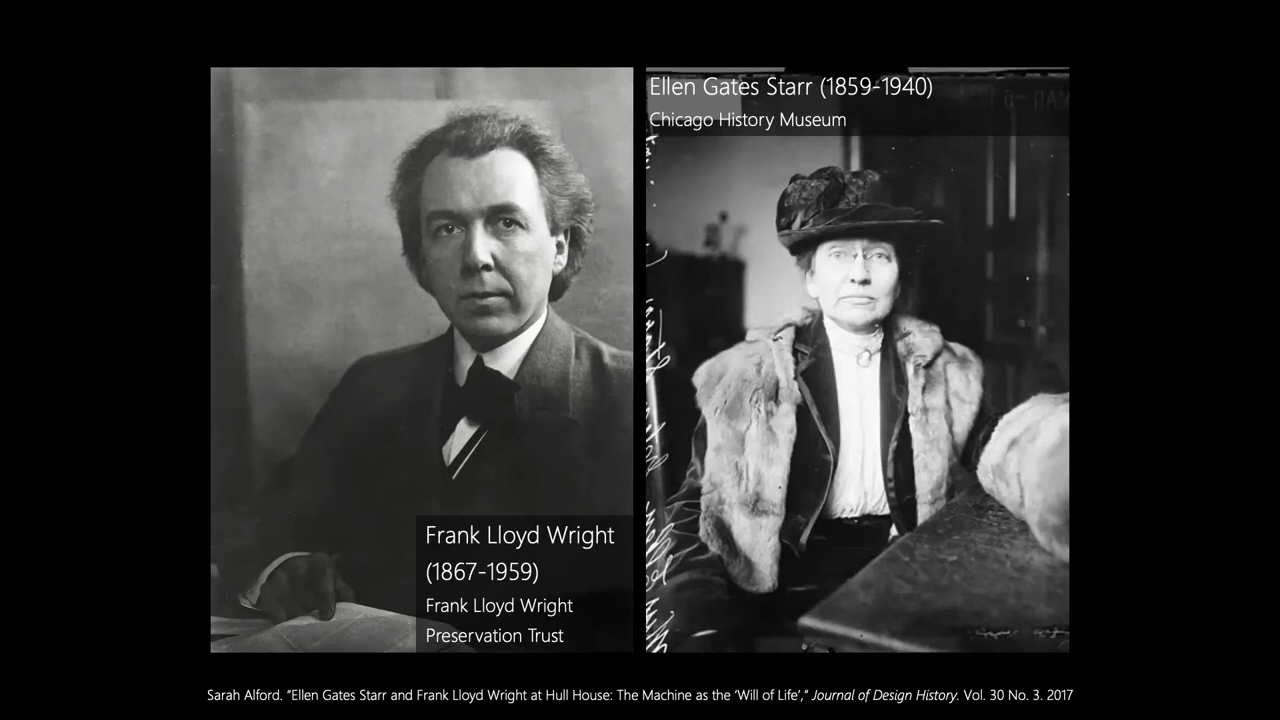 Ellen Gates Starr (1859-1940)
Chicago History Museum
Frank Lloyd Wright
(1867-1959)
Frank Lloyd Wright
Preservation Trust
Sarah Alford. “Ellen Gates Starr and Frank Lloyd Wright at Hull House: The Machine as the ‘Will of Life’,” Journal of Design History. Vol. 30 No. 3. 2017